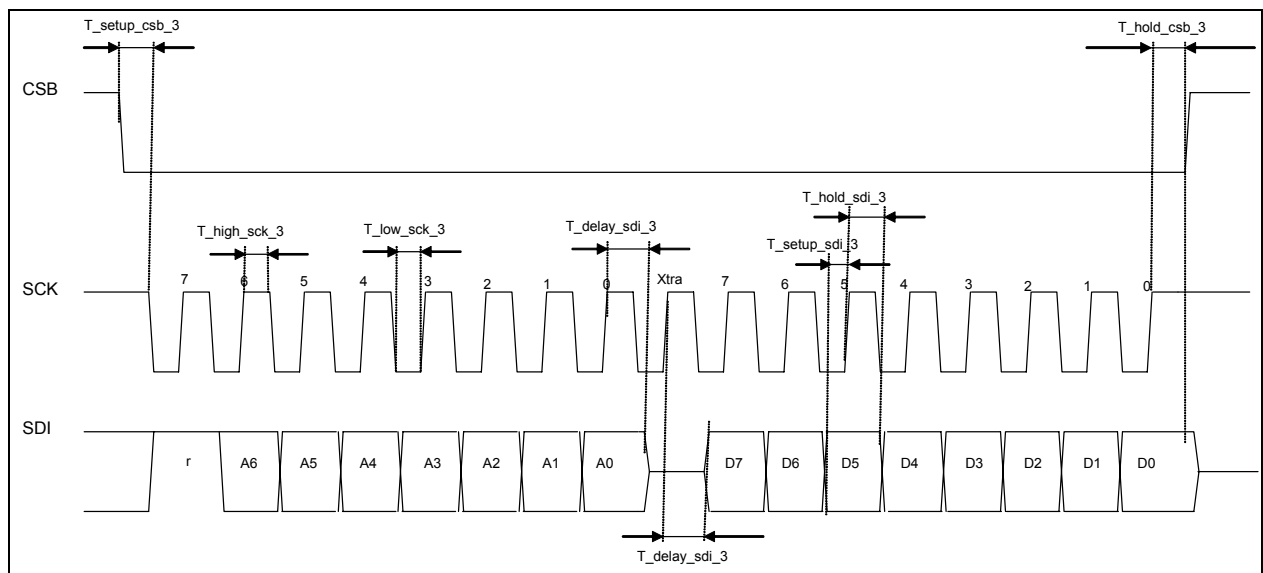 T_setup_csb_3
T_hold_csb_3
CSB
T_hold_sdi_3
T_high_sck_3
T_low_sck_3
T_delay_sdi_3
T_setup_sdi_3
SCK
7 6 5 4 3 2 1 0 Xtra 7 6 5 4 3 2 1 0
SDI
r A6 A5 A4 A3 A2 A1 A0 D7 D6 D5 D4 D3 D2 D1 D0
T_delay_sdi_3